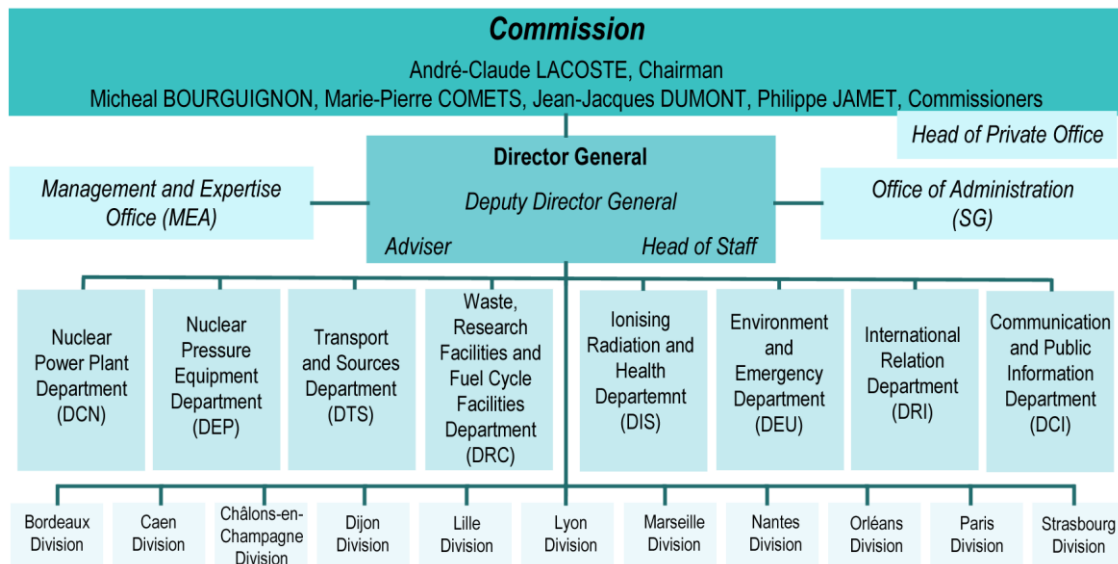 Commission
André-Claude LACOSTE, Chairman
Micheal BOURGUIGNON, Marie-Pierre COMETS, Jean-Jacques DUMONT, Philippe JAMET, Commissioners
Head of Private Office
Management and Expertise
Office (MEA)
Director General
Deputy Director General
Adviser
Head of Staff
Office of Administration
(SG)
Nuclear
Power Plant
Department
(DCN)
Nuclear
Pressure
Equipment
Department
(DEP)
Transport
and Sources
Department
(DTS)
Waste,
Research
Facilities and
Fuel Cycle
Facilities
Department
(DRC)
Ionising
Radiation and
Health
Departemnt
(DIS)
Environment
and
Emergency
Department
(DEU)
International
Relation
Department
(DRI)
Communication
and Public
Information
Department
(DCI)
Bordeaux
Division
Caen
Division
Châlons-en-
Champagne
Division
Dijon
Division
Lille
Division
Lyon
Division
Marseille
Division
Nantes
Division
Orléans
Division
Paris
Division
Strasbourg
Division